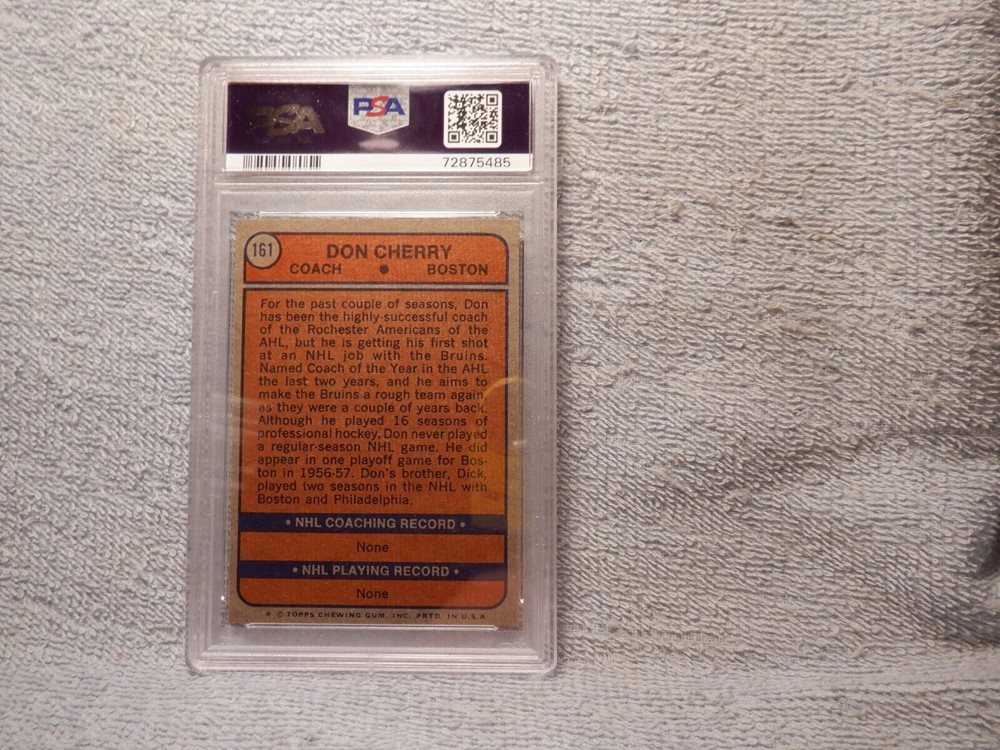 PSA PSA
72875485
161 DON CHERRY
COACH ● BOSTON
For the past couple of seasons, Don
has been the highly-successful coach
of the Rochester Americans of the
AHL, but he is getting his first shot
at an NHL job with the Bruins.
Named Coach of the Year in the AHL
the last two years, and he aims to
make the Bruins a rough team again,
as they were a couple of years back.
Although he played 16 seasons of
professional hockey, Don never played
a regular-season NHL game. He did
appear in one playoff game for Bos-
ton in 1956-57. Don's brother, Dick,
played two seasons in the NHL with
Boston and Philadelphia.
• NHL COACHING RECORD •
None
• NHL PLAYING RECORD •
None
* © TOPPS CHEWING GUM, INC. PRTD. IN U.S.A